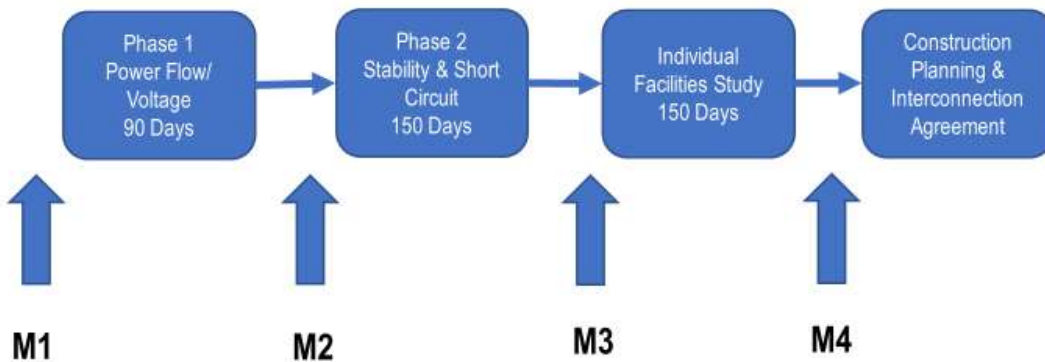 Phase 1
Power Flow/
Voltage
90 Days
Phase 2
Stability & Short
Circuit
150 Days
Individual
Facilities Study
150 Days
Construction
Planning &
Interconnection
Agreement
M1
M2
M3
M4